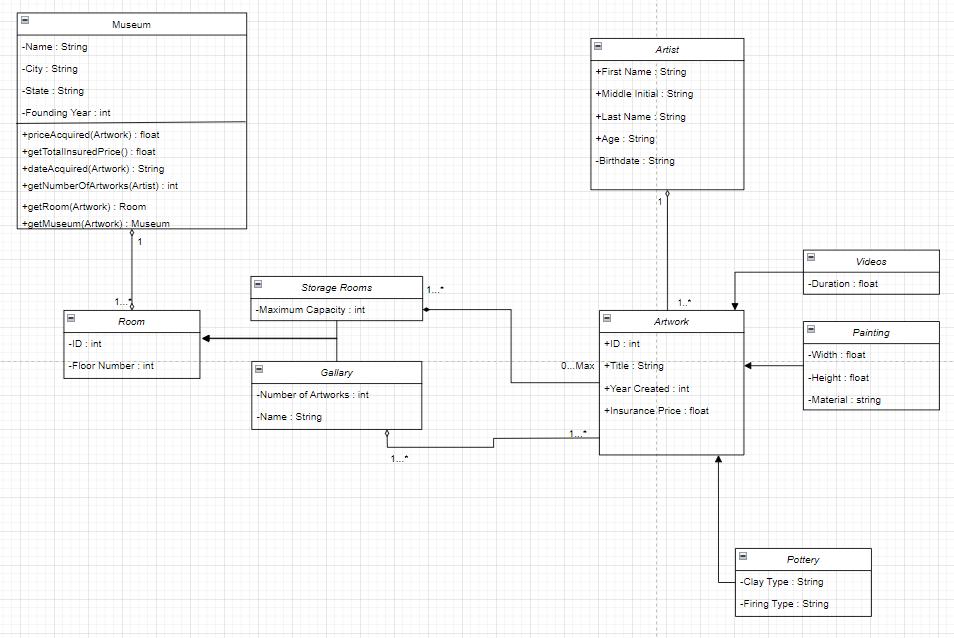 Museum
-Name : String
-City : String
-State : String
-Founding Year : int
+priceAcquired(Artwork) : float
+getTotalInsuredPrice() : float
+dateAcquired(Artwork) : String
+getNumberOfArtworks(Artist) : int
+getRoom(Artwork) : Room
+getMuseum(Artwork) : Museum
1
1...*
Room
-ID : int
-Floor Number : int
Storage Rooms
-Maximum Capacity : int
1...*
Gallary
-Number of Artworks : int
-Name : String
1...*
Artist
+First Name : String
+Middle Initial : String
+Last Name : String
+Age : String
-Birthdate : String
1
1..*
Artwork
+ID : int
+Title : String
+Year Created : int
+Insurance Price : float
0...Max
1...*
Videos
-Duration : float
Painting
-Width : float
-Height : float
-Material : string
Pottery
-Clay Type : String
-Firing Type : String